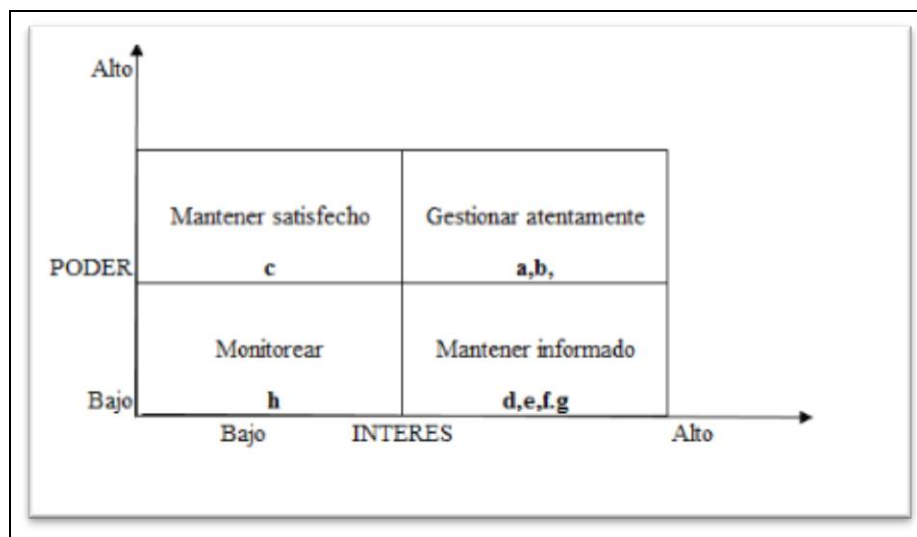 Alto
Mantener satisfecho
Gestionar atentamente
PODER
c
a,b,
Monitorear
Mantener informado
Bajo
h
d,e,f.g
Bajo
INTERES
Alto